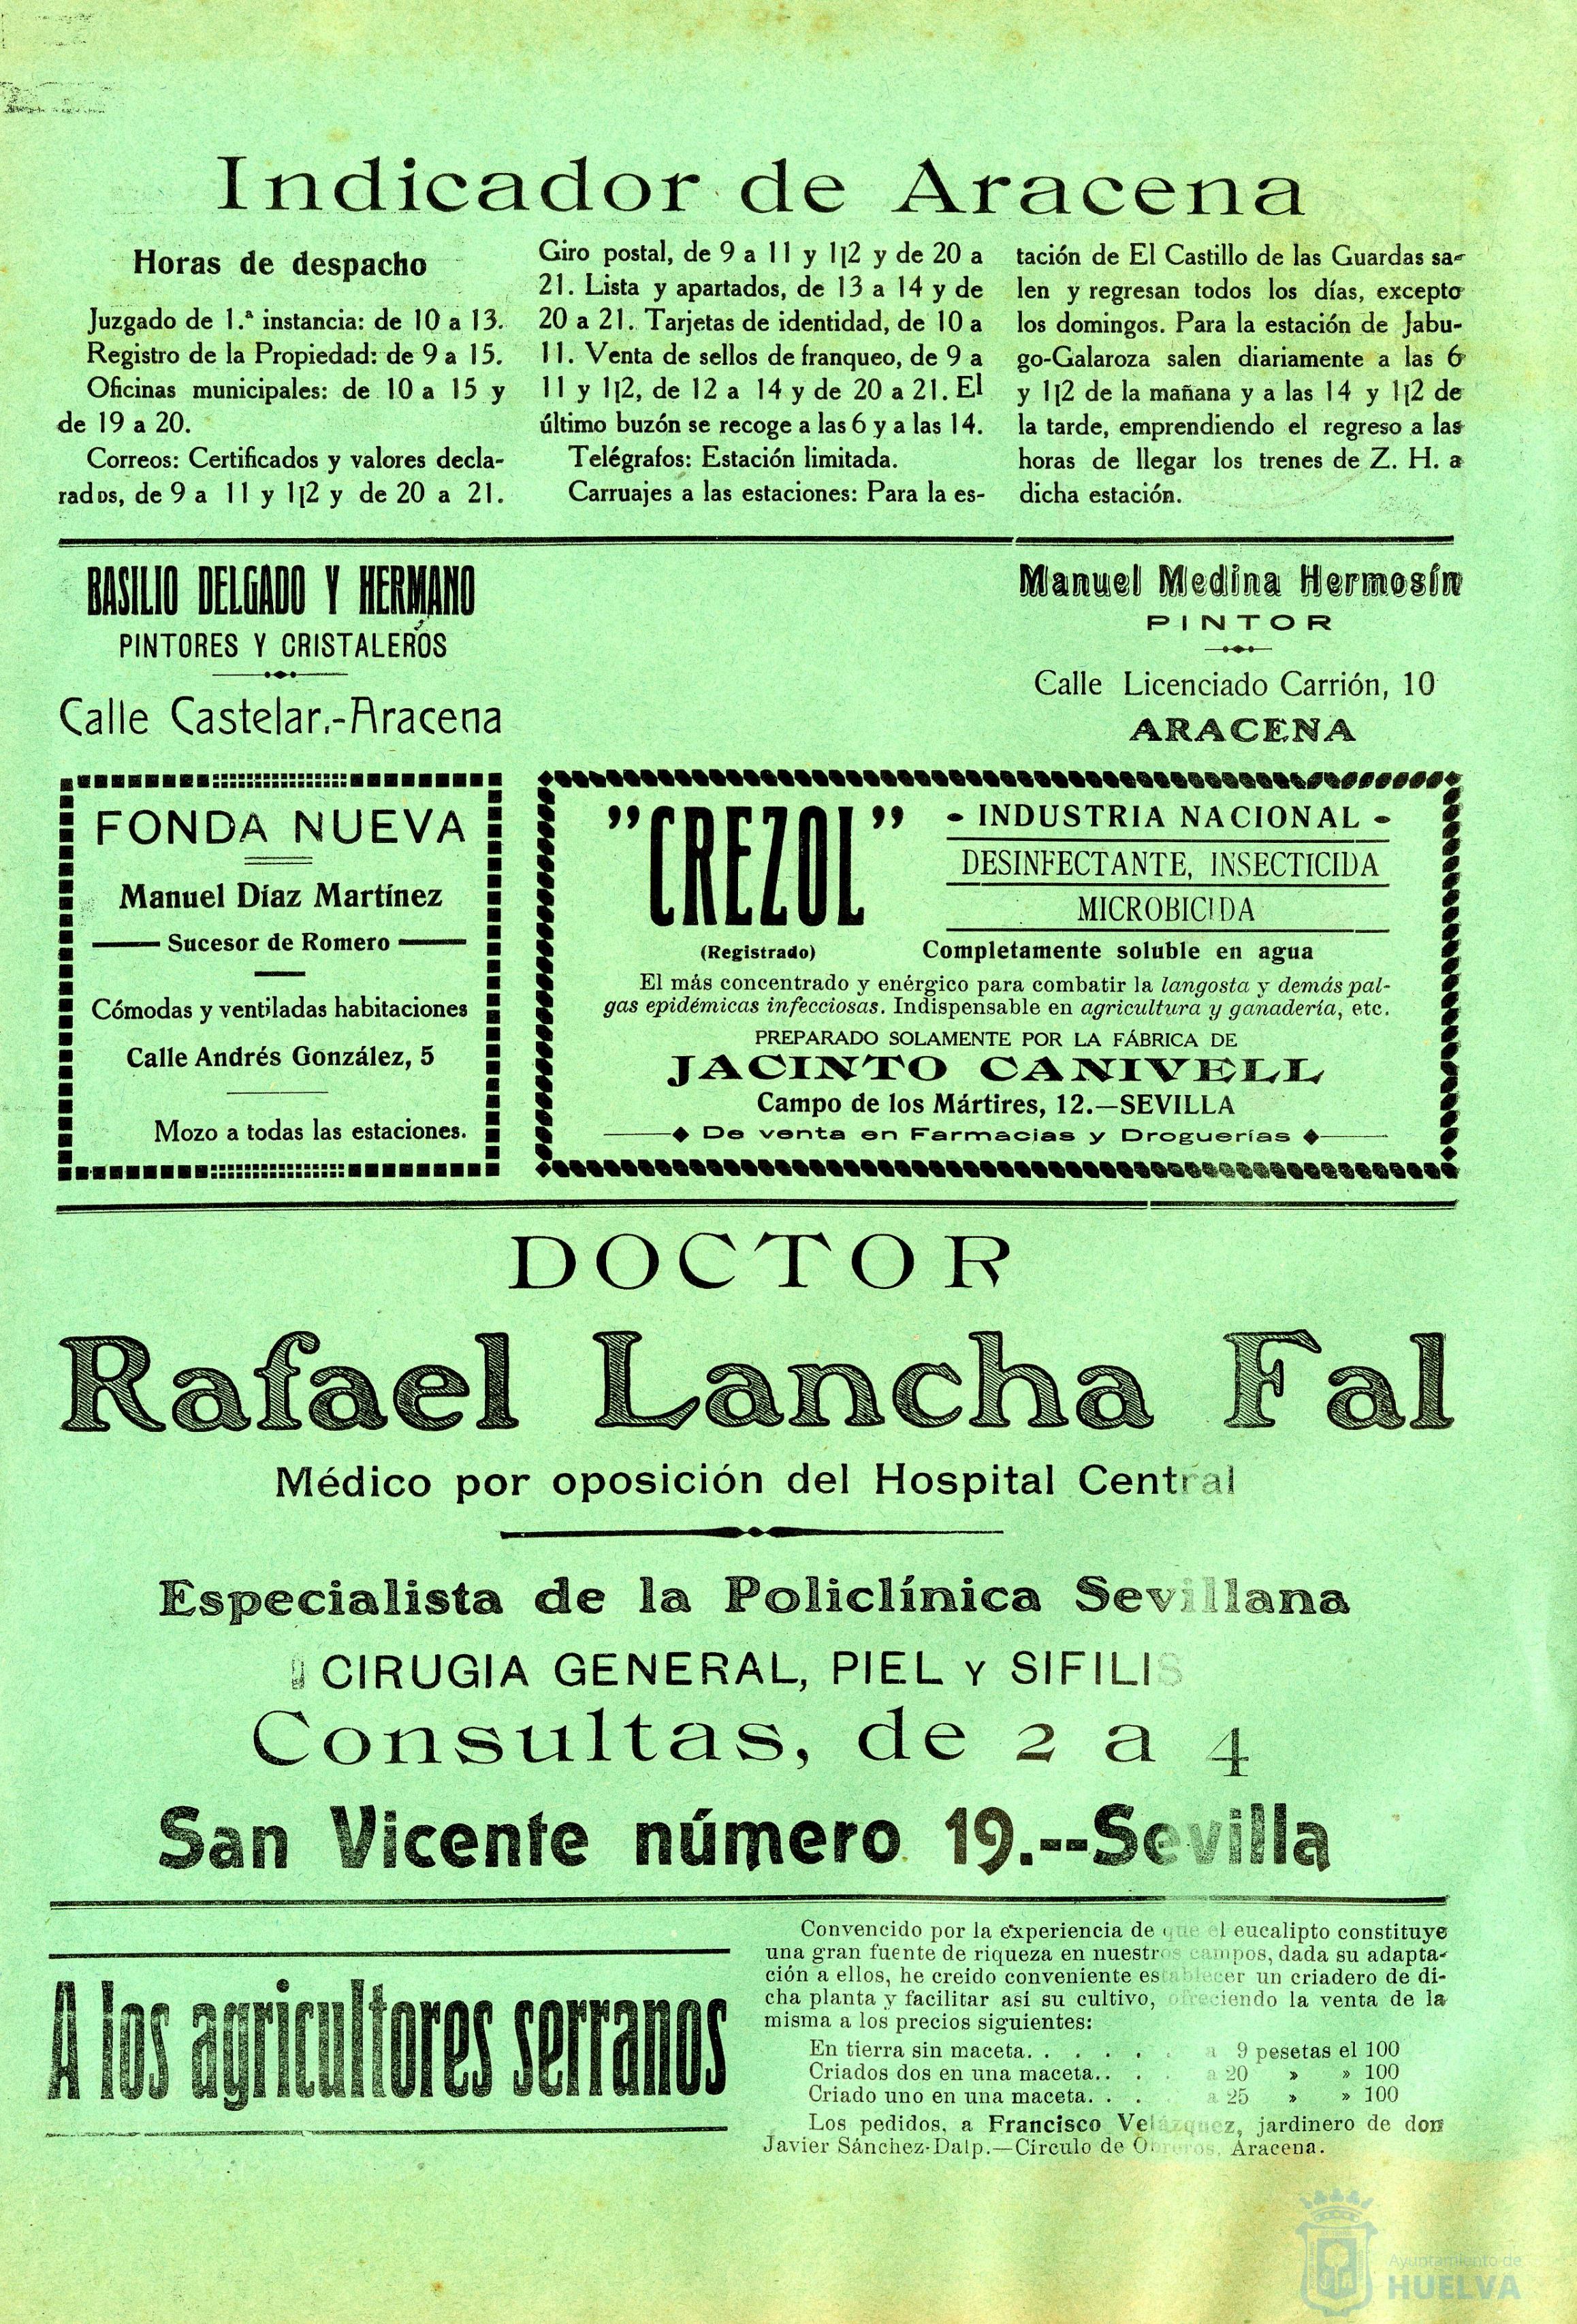 Indicador de Aracena
Horas de despacho
Juzgado de 1.ª instancia: de 10 a 13.
Registro de la Propiedad: de 9 a 15.
Oficinas municipales: de 10 a 15 y
de 19 a 20.
Correos: Certificados y valores decla-
rados, de 9 a 11 y 1|2 y de 20 a 21.
Giro postal, de 9 a 11 y 1|2 y de 20 a
21. Lista y apartados, de 13 a 14 y de
20 a 21. Tarjetas de identidad, de 10 a
11. Venta de sellos de franqueo, de 9 a
11 y 1|2, de 12 a 14 y de 20 a 21. El
último buzón se recoge a las 6 y a las 14.
Telégrafos: Estación limitada.
Carruajes a las estaciones: Para la es-
tación de El Castillo de las Guardas sa-
len y regresan todos los días, excepto
los domingos. Para la estación de Jabu-
go-Galaroza salen diariamente a las 6
y 1|2 de la mañana y a las 14 y 1|2 de
la tarde, emprendiendo el regreso a las
horas de llegar los trenes de Z. H. a
dicha estación.
BASILIO DELGADO Y HERMANO
PINTORES Y CRISTALEROS
Calle Castelar.-Aracena
Manuel Medina Hermosín
PINTOR
Calle Licenciado Carrión, 10
ARACENA
FONDA NUEVA
Manuel Díaz Martínez
Sucesor de Romero
Cómodas y ventiladas habitaciones
Calle Andrés González, 5
Mozo a todas las estaciones.
"CREZOL"
(Registrado)
- INDUSTRIA NACIONAL -
DESINFECTANTE, INSECTICIDA
MICROBICIDA
Completamente soluble en agua
El más concentrado y enérgico para combatir la langosta y demás pal-
gas epidémicas infecciosas. Indispensable en agricultura y ganadería, etc.
PREPARADO SOLAMENTE POR LA FÁBRICA DE
JACINTO CANIVELL
Campo de los Mártires, 12.—SEVILLA
De venta en Farmacias y Droguerías
DOCTOR
Rafael Lancha Fal
Médico por oposición del Hospital Central
Especialista de la Policlínica Sevillana
CIRUGIA GENERAL, PIEL Y SIFILIS
Consultas, de 2 a 4
San Vicente número 19.--Sevilla
A los agricultores serranos
Convencido por la experiencia de que el eucalipto constituye
una gran fuente de riqueza en nuestros campos, dada su adapta-
ción a ellos, he creído conveniente establecer un criadero de di-
cha planta y facilitar asi su cultivo, ofreciendo la venta de la
misma a los precios siguientes:
En tierra sin maceta. . . . . . a 9 pesetas el 100
Criados dos en una maceta. . . . a 20 » » 100
Criado uno en una maceta. . . . a 25 » » 100
Los pedidos, a Francisco Velázquez, jardinero de don
Javier Sánchez-Dalp.—Círculo de Obreros, Aracena.
Ayuntamiento de
HUELVA